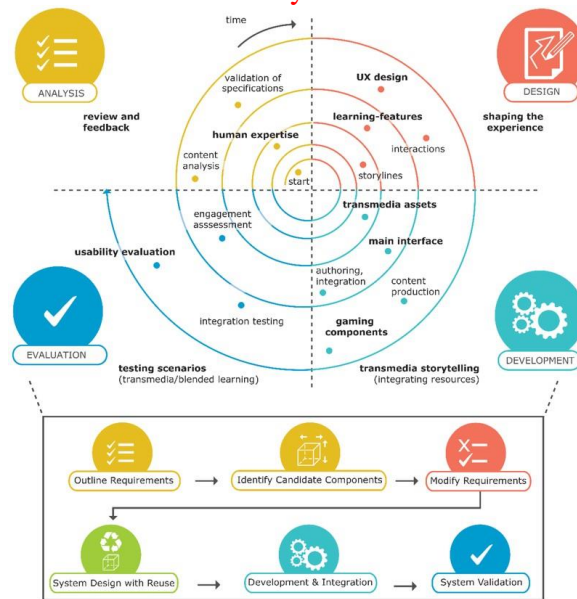 time
ANALYSIS
review and
feedback
validation of
specifications
human expertise
content
analysis
start
UX design
learning-features
interactions
storylines
DESIGN
shaping the
experience
engagement
asssessment
usability evaluation
integration testing
EVALUATION
testing scenarios
(transmedia/blended learning)
transmedia assets
main interface
authoring,
integration
content
production
gaming
components
DEVELOPMENT
transmedia storytelling
(integrating resources)
Outline Requirements
Identify Candidate Components
Modify Requirements
System Design with Reuse
Development & Integration
System Validation